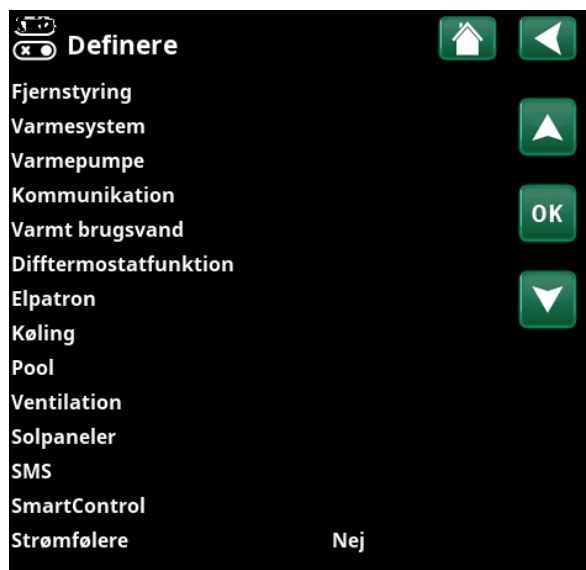 Definere
Fjernstyring
Varmesystem
Varmepumpe
Kommunikation
OK
Varmt brugsvand
Difftermostatfunktion
Elpatron
Køling
Pool
Ventilation
Solpaneler
SMS
SmartControl
Strømfølere Nej